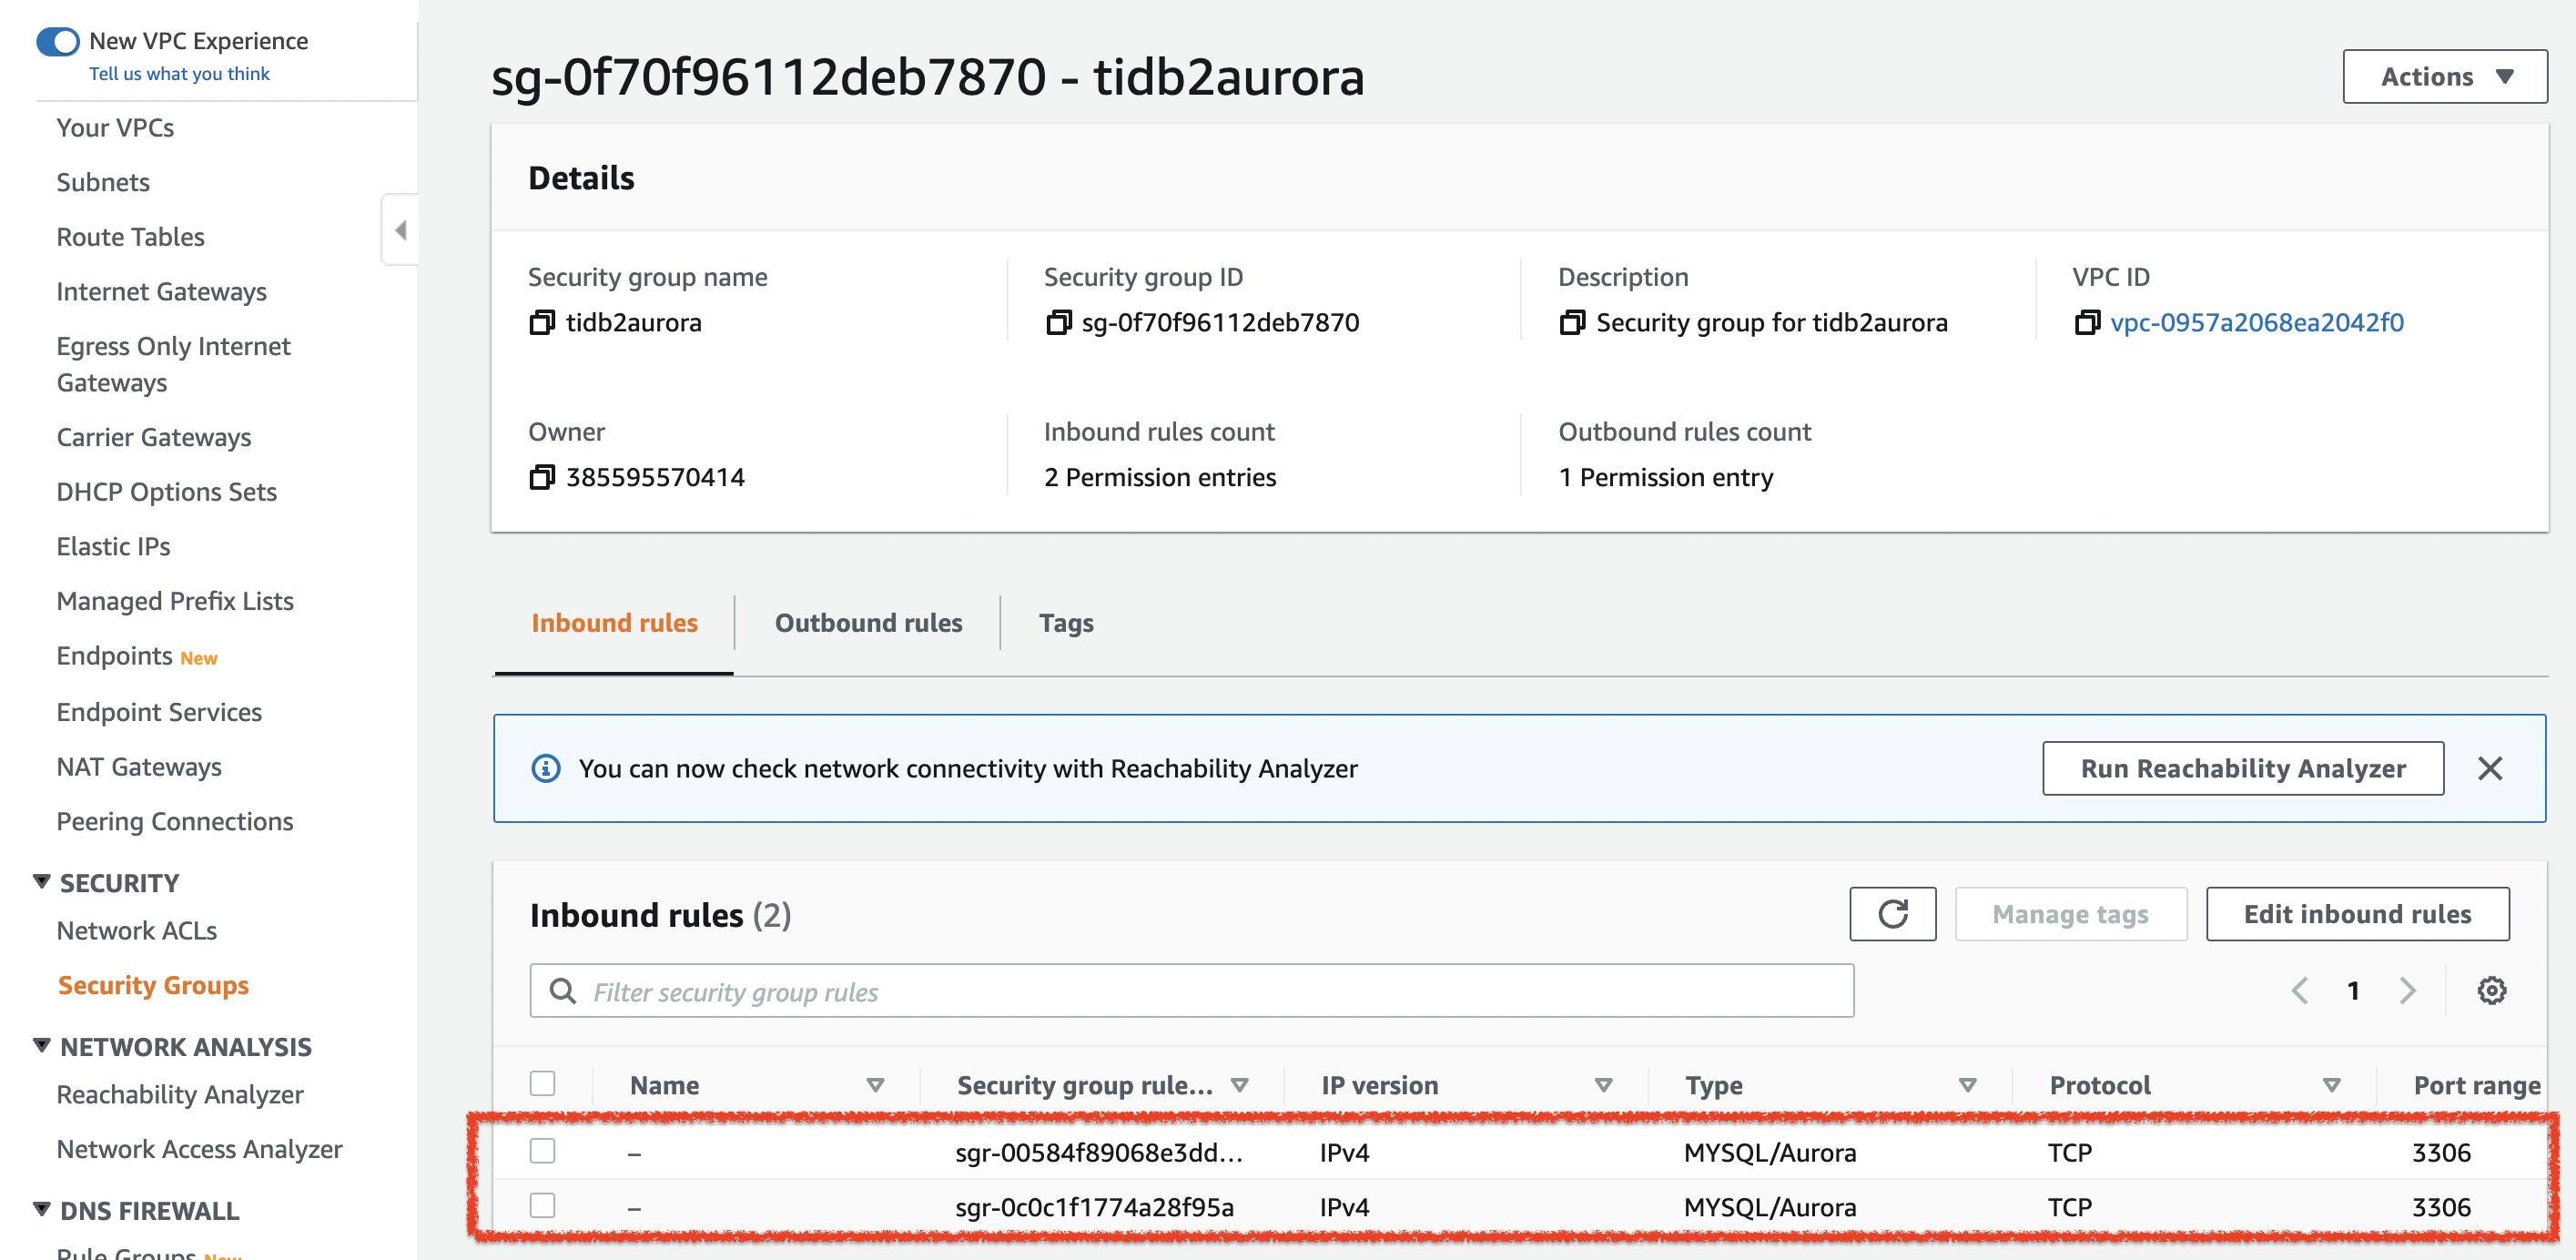 New VPC Experience
Tell us what you think
Your VPCs
Subnets
Route Tables
Internet Gateways
Egress Only Internet
Gateways
Carrier Gateways
DHCP Options Sets
Elastic IPs
Managed Prefix Lists
Endpoints New
Endpoint Services
NAT Gateways
Peering Connections
SECURITY
Network ACLs
Security Groups
NETWORK ANALYSIS
Reachability Analyzer
Network Access Analyzer
DNS FIREWALL
Rule Groups New
sg-0f70f96112deb7870 - tidb2aurora
Actions
Details
Security group name
tidb2aurora
Security group ID
sg-0f70f96112deb7870
Description
Security group for tidb2aurora
VPC ID
vpc-0957a2068ea2042f0
Owner
385595570414
Inbound rules count
2 Permission entries
Outbound rules count
1 Permission entry
Inbound rules Outbound rules Tags
You can now check network connectivity with Reachability Analyzer
Run Reachability Analyzer
Inbound rules (2)
Manage tags
Edit inbound rules
Filter security group rules
1
Name Security group rule... IP version Type Protocol Port range
– sgr-00584f89068e3dd... IPv4 MYSQL/Aurora TCP 3306
– sgr-0c0c1f1774a28f95a IPv4 MYSQL/Aurora TCP 3306